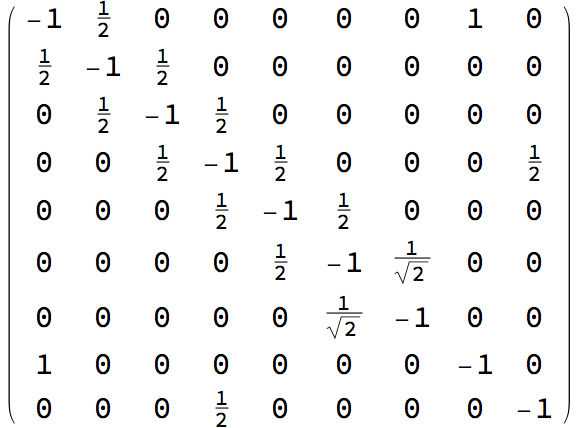 -1 1/2 0 0 0 0 0 1 0
1/2 -1 1/2 0 0 0 0 0 0
0 1/2 -1 1/2 0 0 0 0 0
0 0 1/2 -1 1/2 0 0 0 1/2
0 0 0 1/2 -1 1/2 0 0 0
0 0 0 0 1/2 -1 1/√2 0 0
0 0 0 0 0 1/√2 -1 0 0
1 0 0 0 0 0 0 -1 0
0 0 0 1/2 0 0 0 0 -1